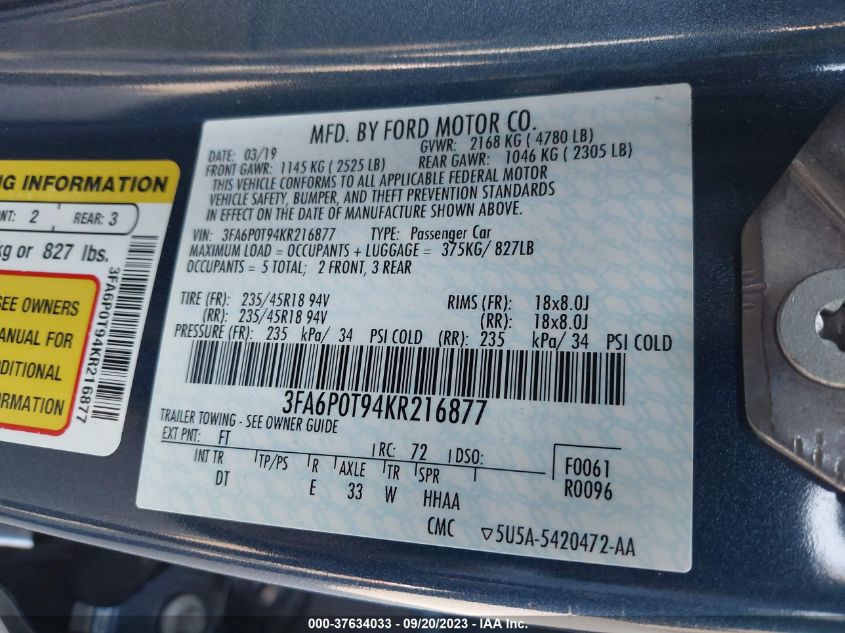 MFD. BY FORD MOTOR CO.
DATE: 03/19 GVWR: 2168 KG ( 4780 LB)
FRONT GAWR: 1145 KG ( 2525 LB) REAR GAWR: 1046 KG ( 2305 LB)
THIS VEHICLE CONFORMS TO ALL APPLICABLE FEDERAL MOTOR
VEHICLE SAFETY, BUMPER, AND THEFT PREVENTION STANDARDS
IN EFFECT ON THE DATE OF MANUFACTURE SHOWN ABOVE.
VIN: 3FA6P0T94KR216877 TYPE: Passenger Car
MAXIMUM LOAD = OCCUPANTS + LUGGAGE = 375KG/ 827LB
OCCUPANTS = 5 TOTAL; 2 FRONT, 3 REAR
TIRE (FR): 235/45R18 94V RIMS (FR): 18x8.0J
(RR): 235/45R18 94V (RR): 18x8.0J
PRESSURE (FR): 235 kPa/ 34 PSI COLD (RR): 235 kPa/ 34 PSI COLD
3FA6P0T94KR216877
TRAILER TOWING - SEE OWNER GUIDE
EXT PNT: FT RC: 72 DSO:
INT TR TP/PS R AXLE TR SPR F0061
DT E 33 W HHAA R0096
CMC ▽5U5A-5420472-AA
INFORMATION
2 REAR: 3
kg or 827 lbs.
SEE OWNERS
MANUAL FOR
3FA6P0T94KR216877
000-37634033 - 09/20/2023 - IAA Inc.